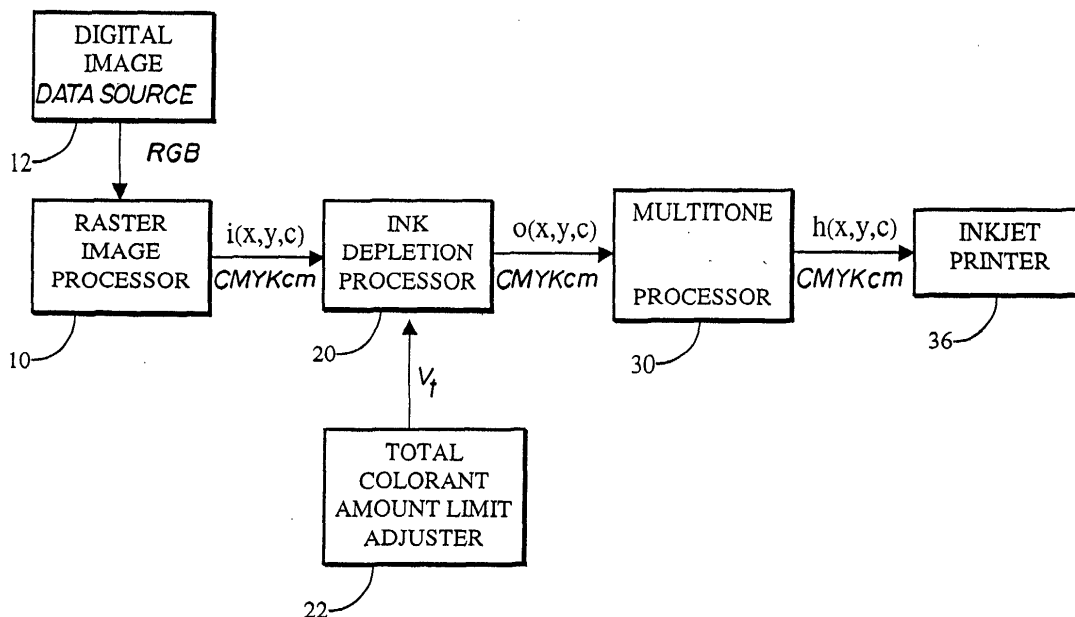 DIGITAL
IMAGE
DATA SOURCE
12
RGB
RASTER
IMAGE
PROCESSOR
10
i(x,y,c)
CMYKcm
INK
DEPLETION
PROCESSOR
20
o(x,y,c)
CMYKcm
MULTITONE
PROCESSOR
30
h(x,y,c)
CMYKcm
INKJET
PRINTER
36
Vt
TOTAL
COLORANT
AMOUNT LIMIT
ADJUSTER
22